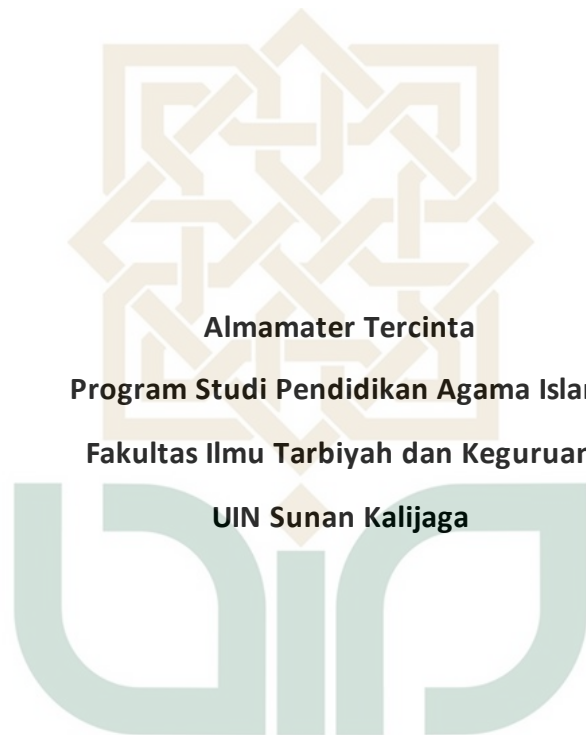 Almamater Tercinta
Program Studi Pendidikan Agama Islam
Fakultas Ilmu Tarbiyah dan Keguruan
UIN Sunan Kalijaga